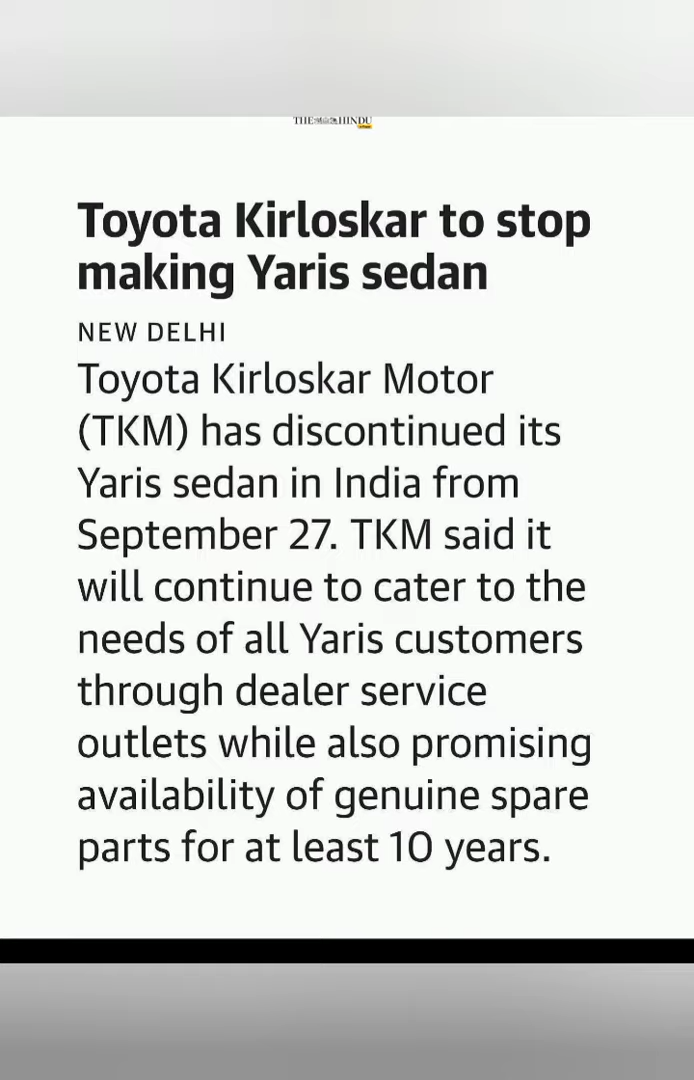 THE HINDU
Toyota Kirloskar to stop
making Yaris sedan
NEW DELHI
Toyota Kirloskar Motor
(TKM) has discontinued its
Yaris sedan in India from
September 27. TKM said it
will continue to cater to the
needs of all Yaris customers
through dealer service
outlets while also promising
availability of genuine spare
parts for at least 10 years.